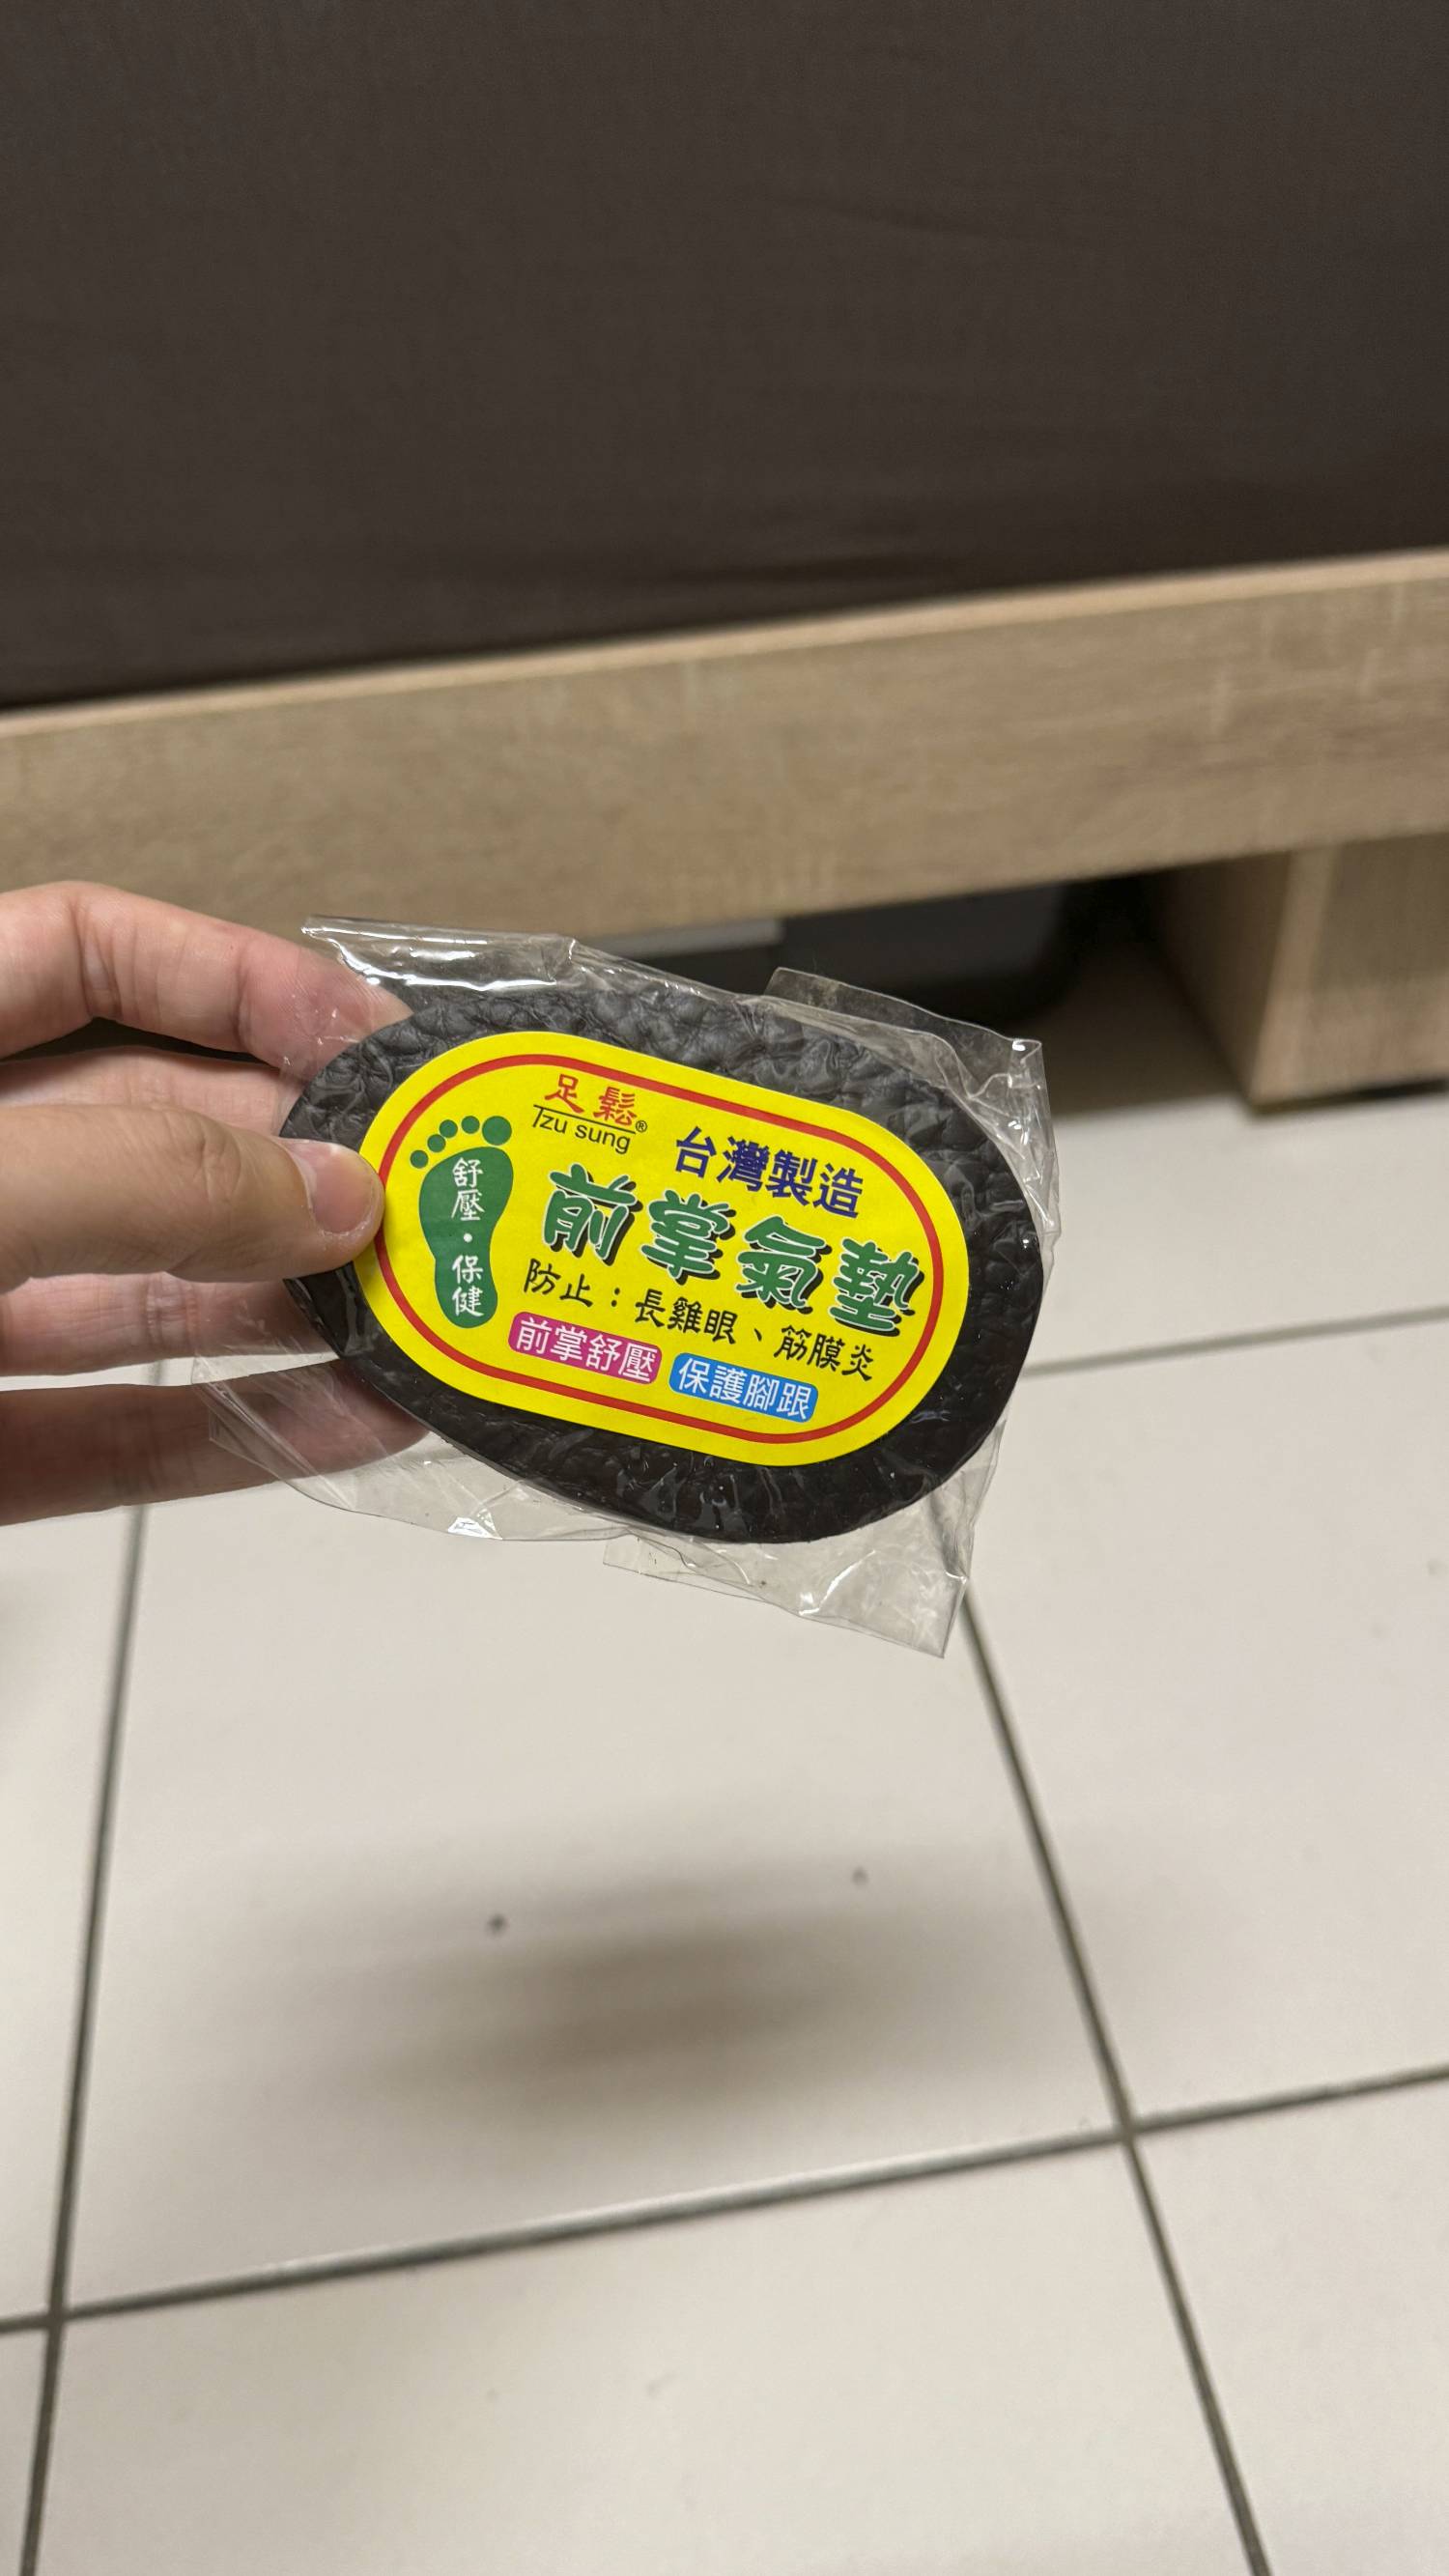 足鬆®
Tzu sung
台灣製造
舒壓・保健
前掌氣墊
防止：長雞眼、筋膜炎
前掌舒壓
保護腳跟